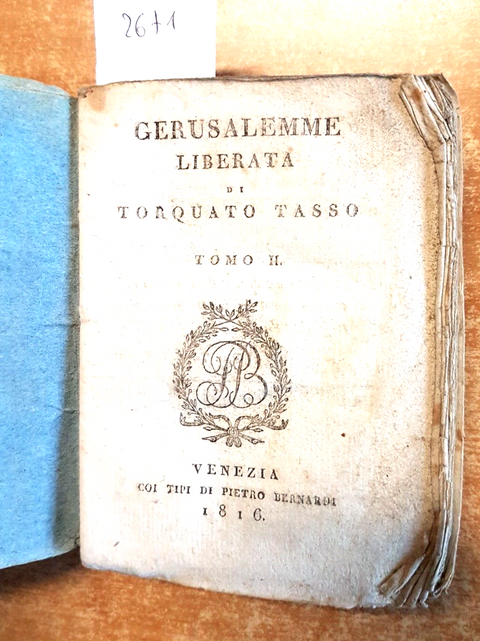 2671
GERUSALEMME
LIBERATA
DI
TORQUATO TASSO
TOMO II.
PB
VENEZIA
COI TIPI DI PIETRO BERNARDI
1816.